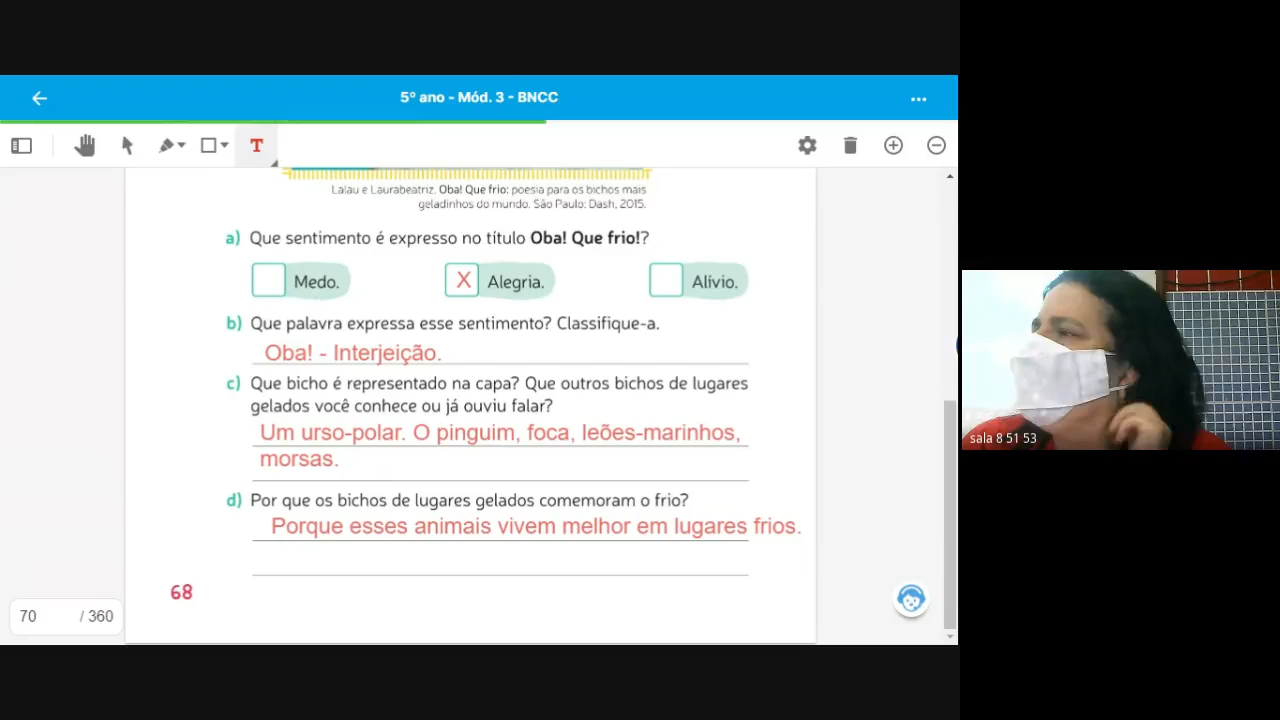 5º ano - Mód. 3 - BNCC
T
Lalau e Laurabeatriz. Oba! Que frio: poesia para os bichos mais
geladinhos do mundo. São Paulo: Dash, 2015.
a) Que sentimento é expresso no título Oba! Que frio!?
Medo. X Alegria. Alívio.
b) Que palavra expressa esse sentimento? Classifique-a.
Oba! - Interjeição.
c) Que bicho é representado na capa? Que outros bichos de lugares
gelados você conhece ou já ouviu falar?
Um urso-polar. O pinguim, foca, leões-marinhos,
morsas.
d) Por que os bichos de lugares gelados comemoram o frio?
Porque esses animais vivem melhor em lugares frios.
68
70 / 360
sala 8 51 53